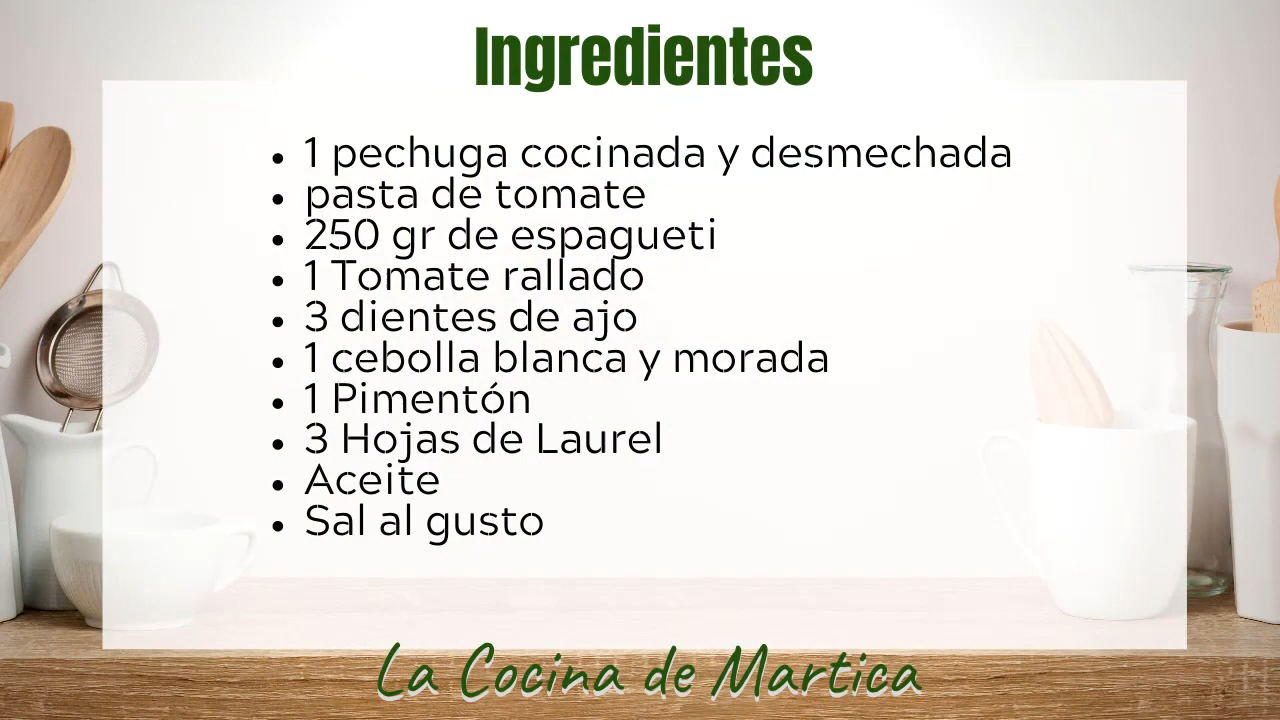 Ingredientes
• 1 pechuga cocinada y desmechada
• pasta de tomate
• 250 gr de espagueti
• 1 Tomate rallado
• 3 dientes de ajo
• 1 cebolla blanca y morada
• 1 Pimentón
• 3 Hojas de Laurel
• Aceite
• Sal al gusto
La Cocina de Martica